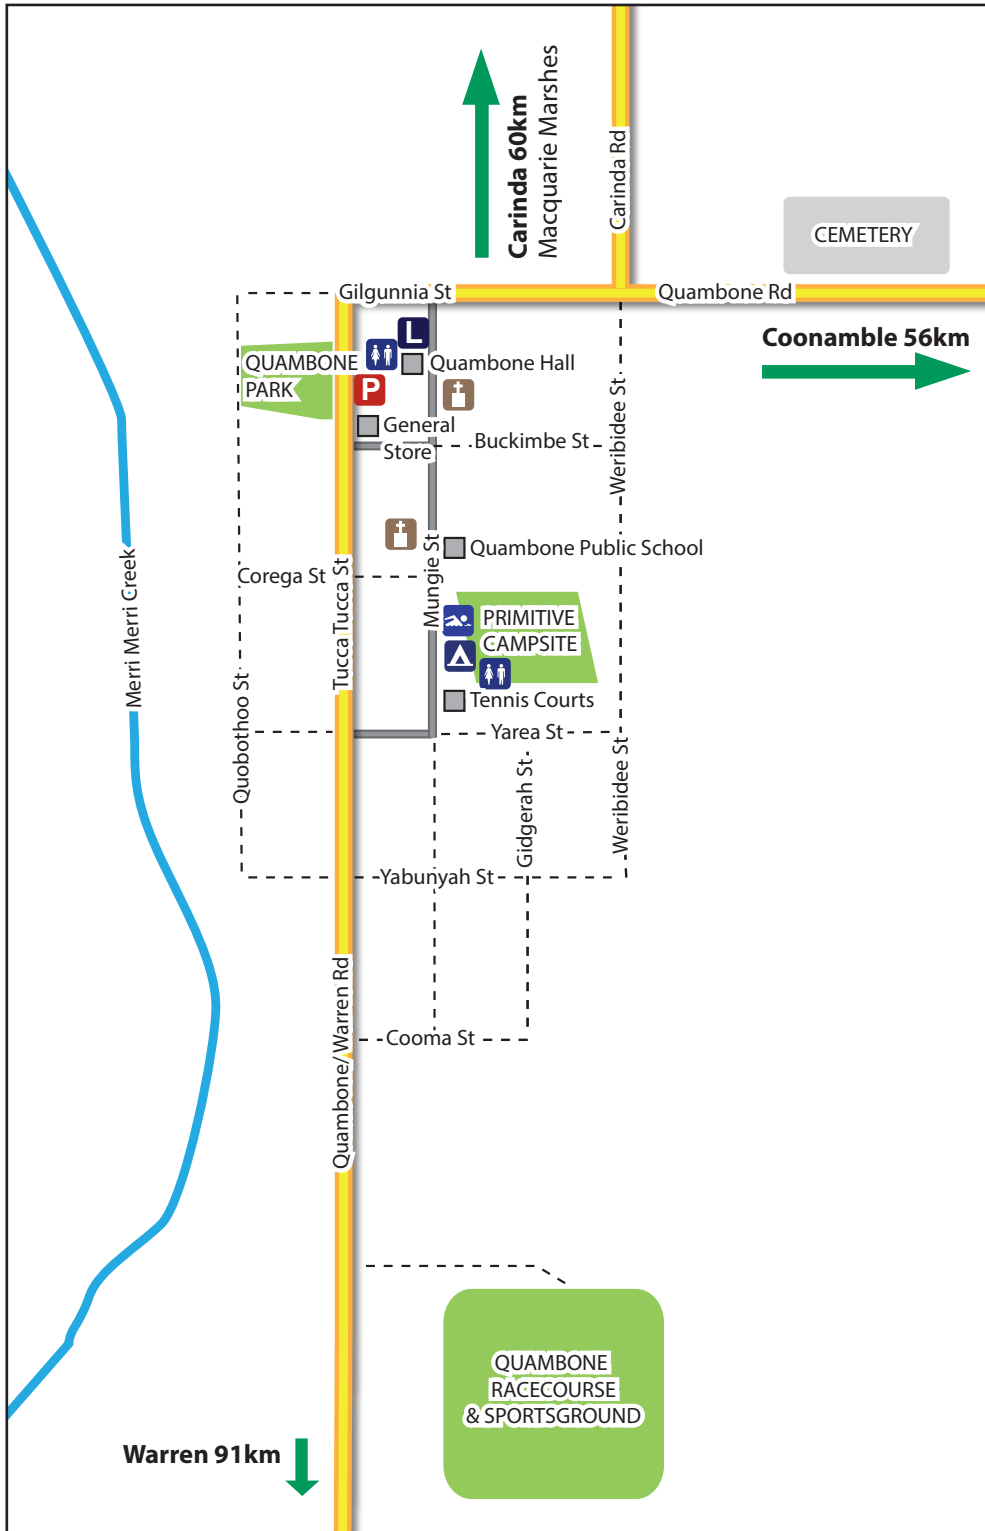 Carinda 60km
Macquarie Marshes
Carinda Rd
CEMETERY
Gilgunnia St
Quambone Rd
Coonamble 56km
L
QUAMBONE
PARK
Quambone Hall
P
General
Store
Buckimbe St
Weribidee St
Quambone Public School
Corega St
Tucca Tucca St
Mungie St
Merri Merri Creek
PRIMITIVE
CAMPSITE
Tennis Courts
Quobothoo St
Yarea St
Gidgerah St
Weribidee St
Yabunyah St
Quambone/Warren Rd
Cooma St
QUAMBONE
RACECOURSE
& SPORTSGROUND
Warren 91km